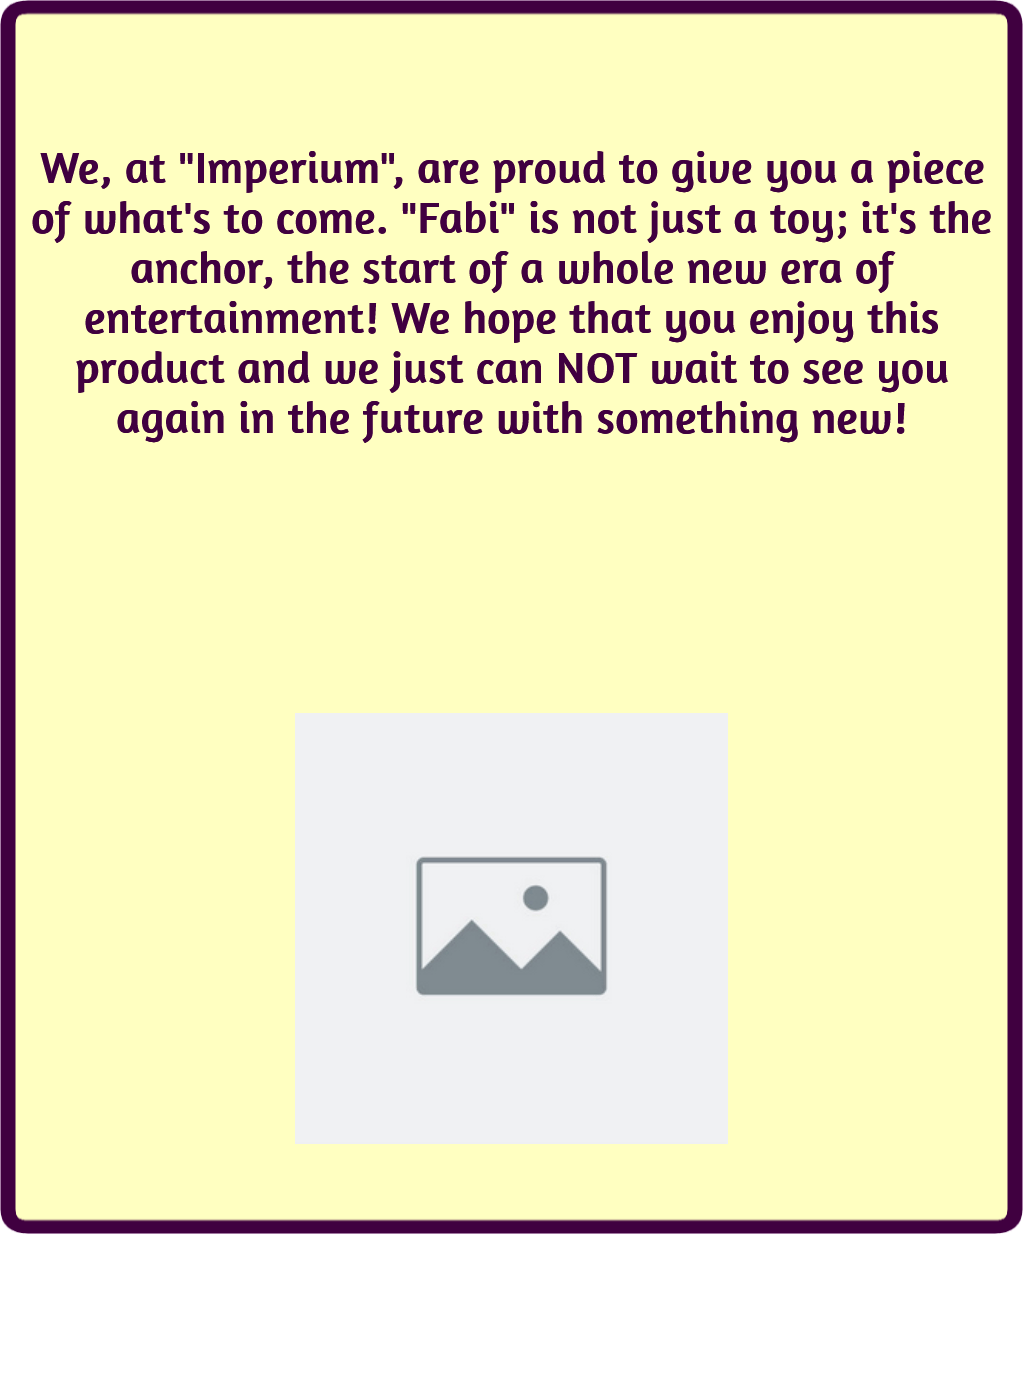 We, at "Imperium", are proud to give you a piece
of what's to come. "Fabi" is not just a toy; it's the
anchor, the start of a whole new era of
entertainment! We hope that you enjoy this
product and we just can NOT wait to see you
again in the future with something new!